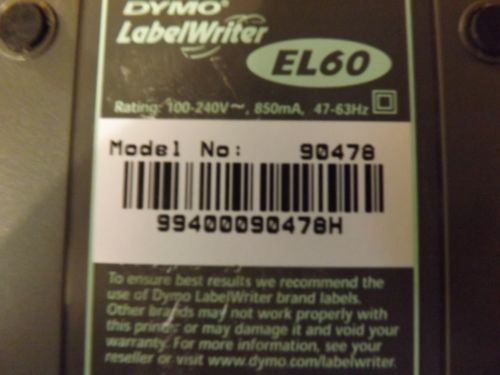 DYMO®
LabelWriter
EL60
Rating: 100-240V~, 850mA, 47-63Hz
Model No: 90478
99400090478H
To ensure best results we recommend the
use of Dymo LabelWriter brand labels.
Other brands may not work properly with
this printer or may damage it and void your
warranty. For more information, see your
reseller or visit www.dymo.com/labelwriter.